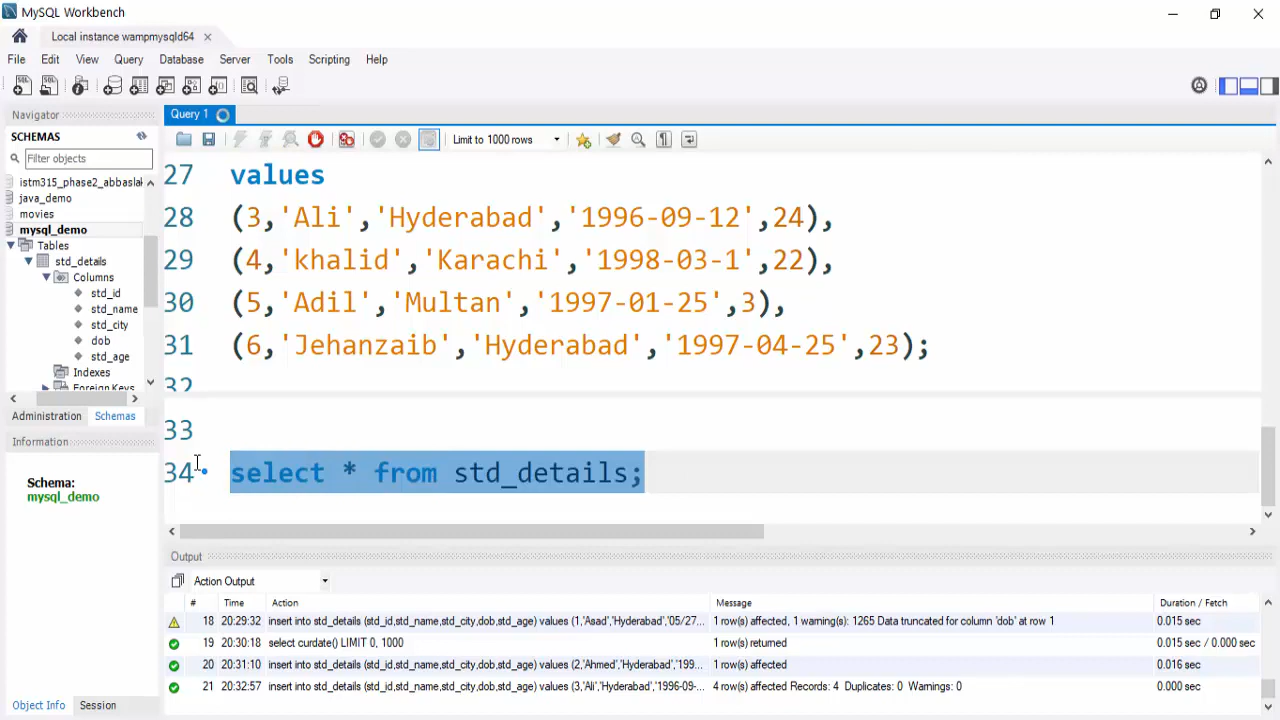 MySQL Workbench
Local instance wampmysqld64
File Edit View Query Database Server Tools Scripting Help
Navigator
SCHEMAS
Filter objects
istm315_phase2_abbaslal
java_demo
movies
mysql_demo
Tables
std_details
Columns
std_id
std_name
std_city
dob
std_age
Indexes
Foreign Keys
Administration Schemas
Information
Schema:
mysql_demo
Object Info Session
Query 1
Limit to 1000 rows
27 values
28 (3,'Ali','Hyderabad','1996-09-12',24),
29 (4,'khalid','Karachi','1998-03-1',22),
30 (5,'Adil','Multan','1997-01-25',3),
31 (6,'Jehanzaib','Hyderabad','1997-04-25',23);
32
33
34 select * from std_details;
Output
Action Output
# Time Action Message Duration / Fetch
18 20:29:32 insert into std_details (std_id,std_name,std_city,dob,std_age) values (1,'Asad','Hyderabad','05/27... 1 row(s) affected, 1 warning(s): 1265 Data truncated for column 'dob' at row 1 0.015 sec
19 20:30:18 select curdate() LIMIT 0, 1000 1 row(s) returned 0.015 sec / 0.000 sec
20 20:31:10 insert into std_details (std_id,std_name,std_city,dob,std_age) values (2,'Ahmed','Hyderabad','199... 1 row(s) affected 0.016 sec
21 20:32:57 insert into std_details (std_id,std_name,std_city,dob,std_age) values (3,'Ali','Hyderabad','1996-09-... 4 row(s) affected Records: 4 Duplicates: 0 Warnings: 0 0.000 sec